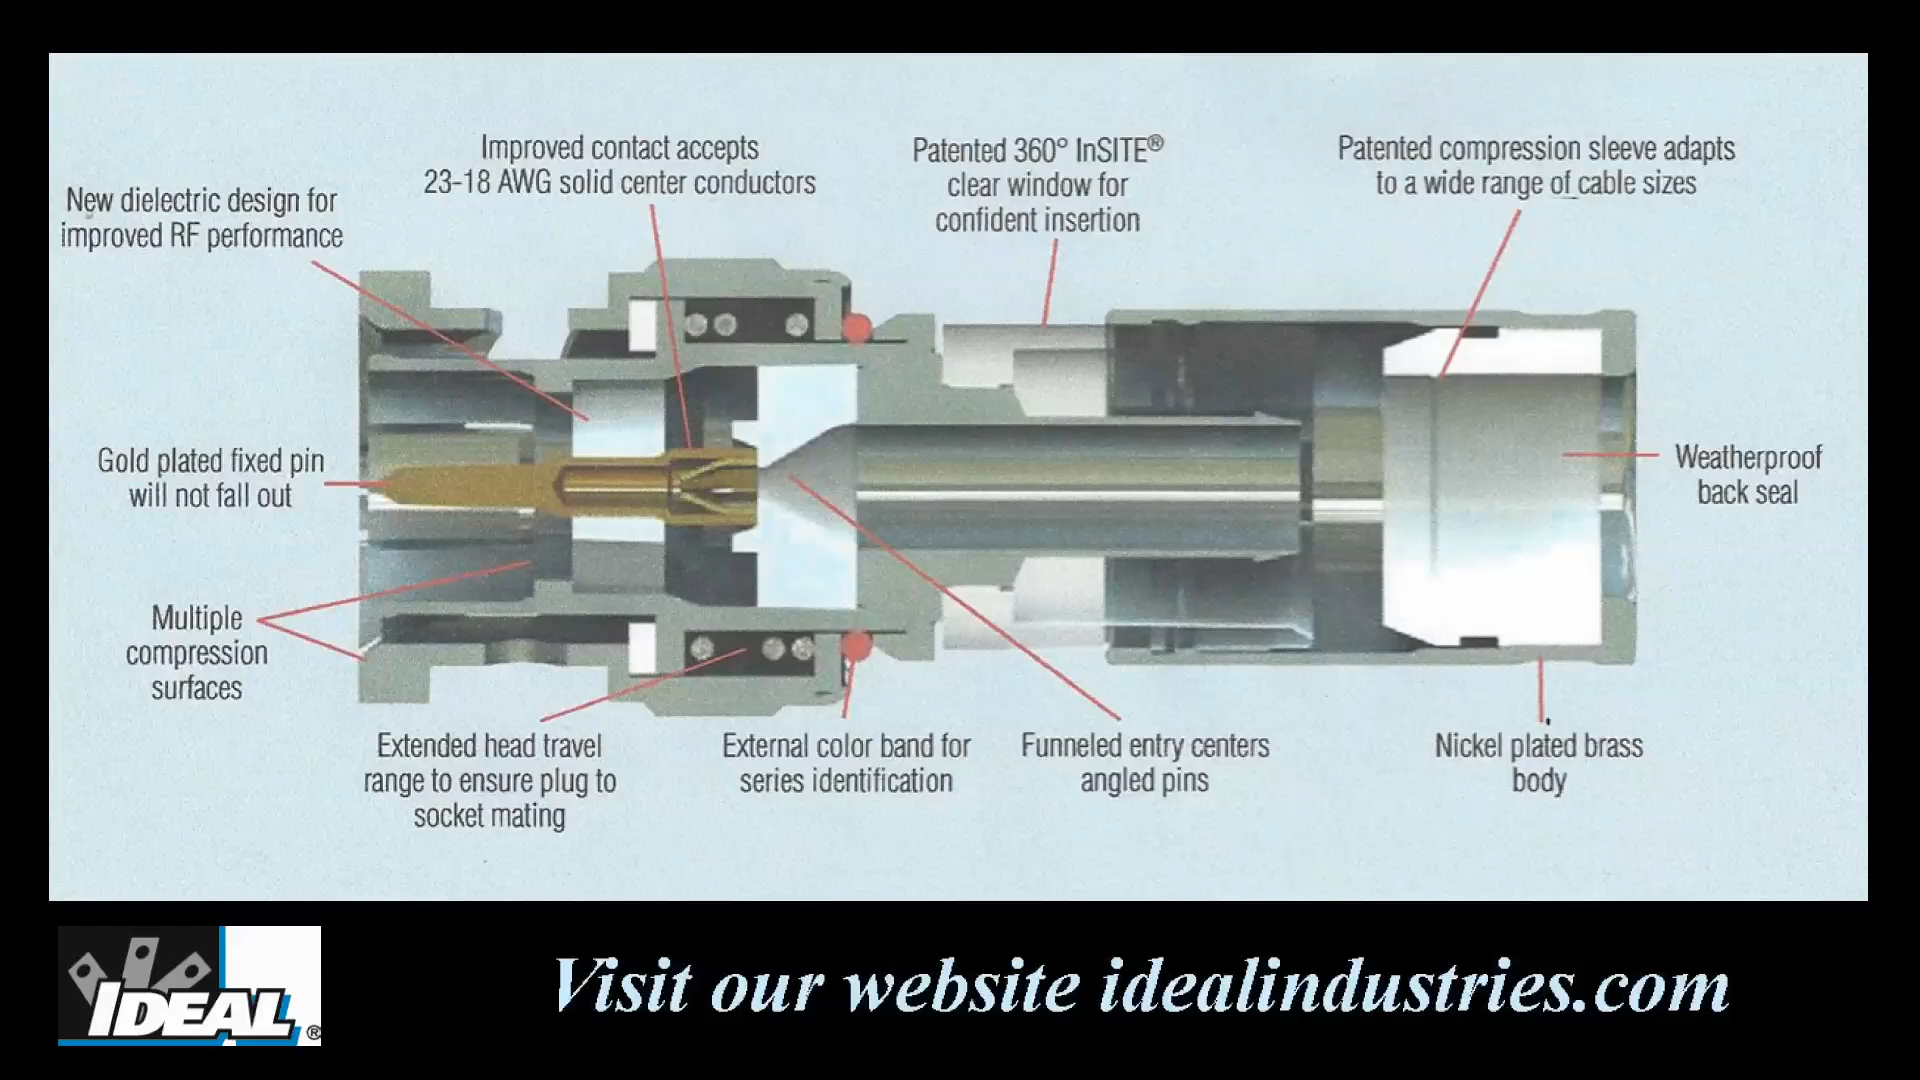 Improved contact accepts
23-18 AWG solid center conductors
Patented 360° InSITE®
clear window for
confident insertion
Patented compression sleeve adapts
to a wide range of cable sizes
New dielectric design for
improved RF performance
Gold plated fixed pin
will not fall out
Weatherproof
back seal
Multiple
compression
surfaces
Extended head travel
range to ensure plug to
socket mating
External color band for
series identification
Funneled entry centers
angled pins
Nickel plated brass
body
IDEAL®
Visit our website idealindustries.com